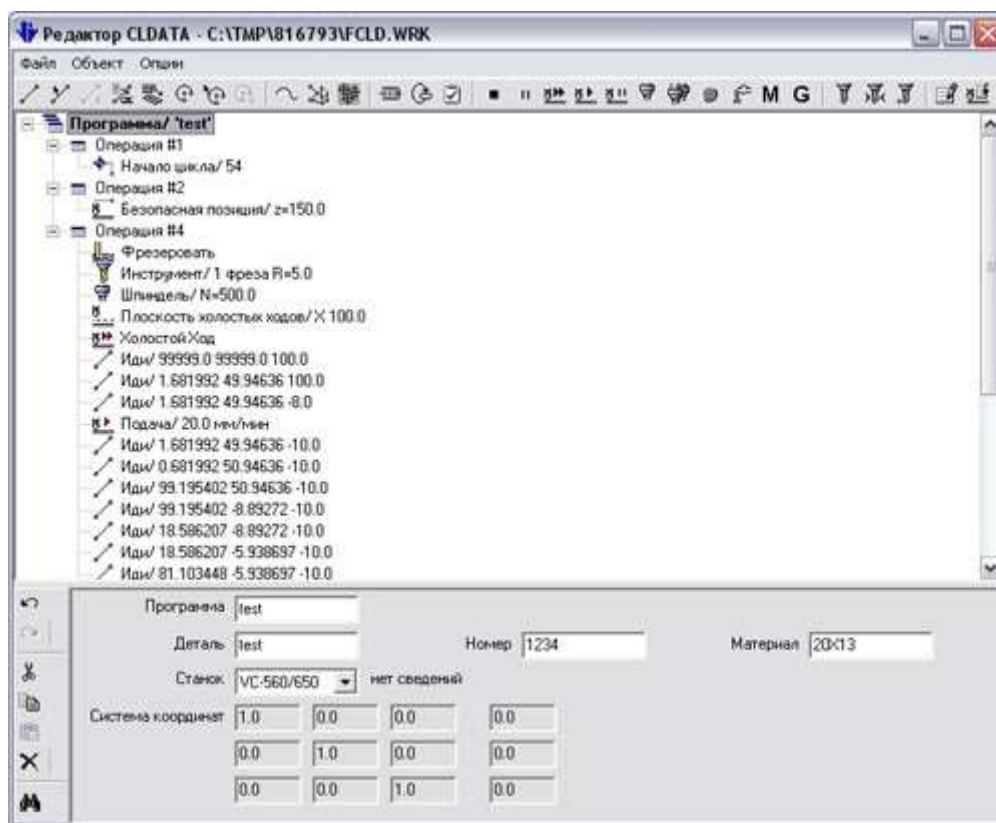 Редактор CLDATA - C:\TMP\816793\FCLD.WRK
Файл Объект Опции
M G
Программа/ 'test'
Операция #1
Начало цикла/ 54
Операция #2
Безопасная позиция/ z=150.0
Операция #4
Фрезеровать
Инструмент/ 1 фреза R=5.0
Шпиндель/ N=500.0
Плоскость холостых ходов/ X 100.0
Холостой Ход
Иди/ 99999.0 99999.0 100.0
Иди/ 1.681992 49.94636 100.0
Иди/ 1.681992 49.94636 -8.0
Подача/ 20.0 мм/мин
Иди/ 1.681992 49.94636 -10.0
Иди/ 0.681992 50.94636 -10.0
Иди/ 99.195402 50.94636 -10.0
Иди/ 99.195402 -8.89272 -10.0
Иди/ 18.586207 -8.89272 -10.0
Иди/ 18.586207 -5.938697 -10.0
Иди/ 81.103448 -5.938697 -10.0
Программа test
Деталь test Номер 1234 Материал 20X13
Станок VC-560/650 нет сведений
Система координат 1.0 0.0 0.0 0.0
0.0 1.0 0.0 0.0
0.0 0.0 1.0 0.0